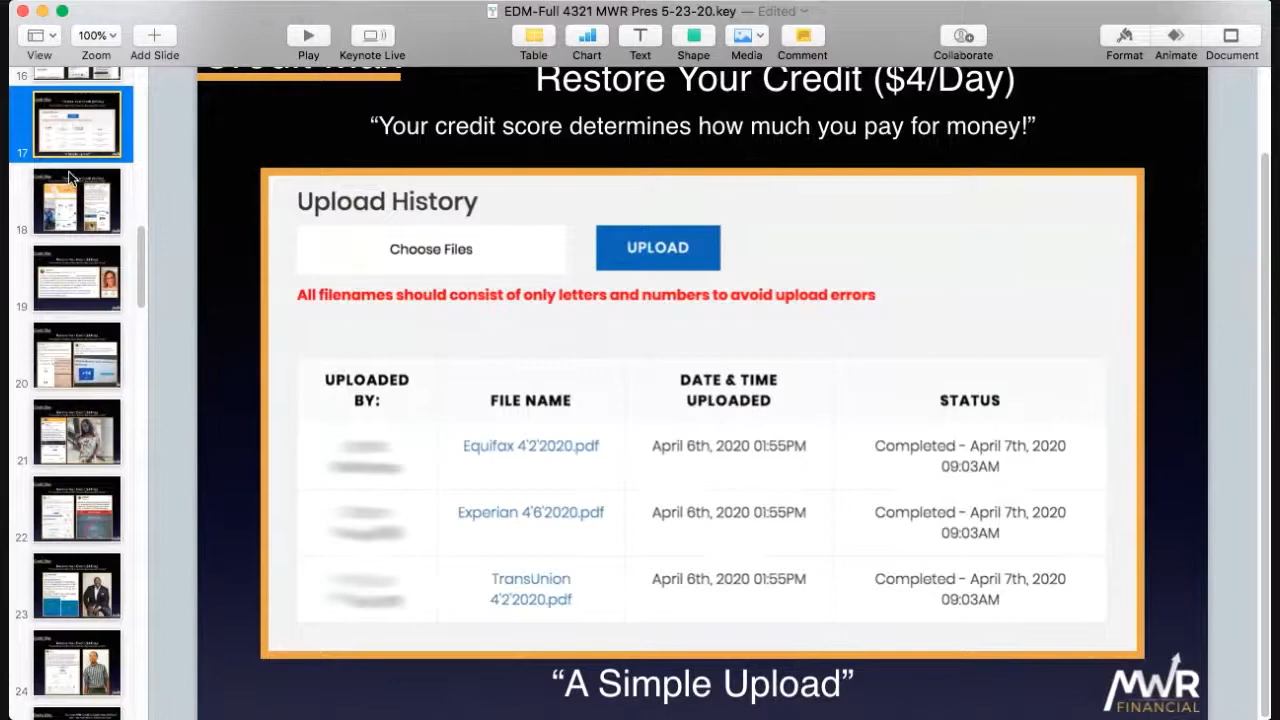 EDM-Full 4321 MWR Pres 5-23-20.key — Edited
100%
View
Zoom
Add Slide
Play
Keynote Live
Table
Chart
Text
Shape
Media
Comment
Collaborate
Format
Animate
Document
16
17
18
19
20
21
22
23
24
Restore Your Credit ($4/Day)
“Your credit score determines how much you pay for money!”
Upload History
Choose Files
UPLOAD
All filenames should consist of only letters and numbers to avoid upload errors
UPLOADED BY:
FILE NAME
DATE & TIME UPLOADED
STATUS
Equifax 4'2'2020.pdf
April 6th, 2020 01:55PM
Completed - April 7th, 2020
09:03AM
Experian 4'6'2020.pdf
April 6th, 2020 01:55PM
Completed - April 7th, 2020
09:03AM
TransUnion
4'2'2020.pdf
April 6th, 2020 01:55PM
Completed - April 7th, 2020
09:03AM
“A Simple Upload”
MWR
FINANCIAL